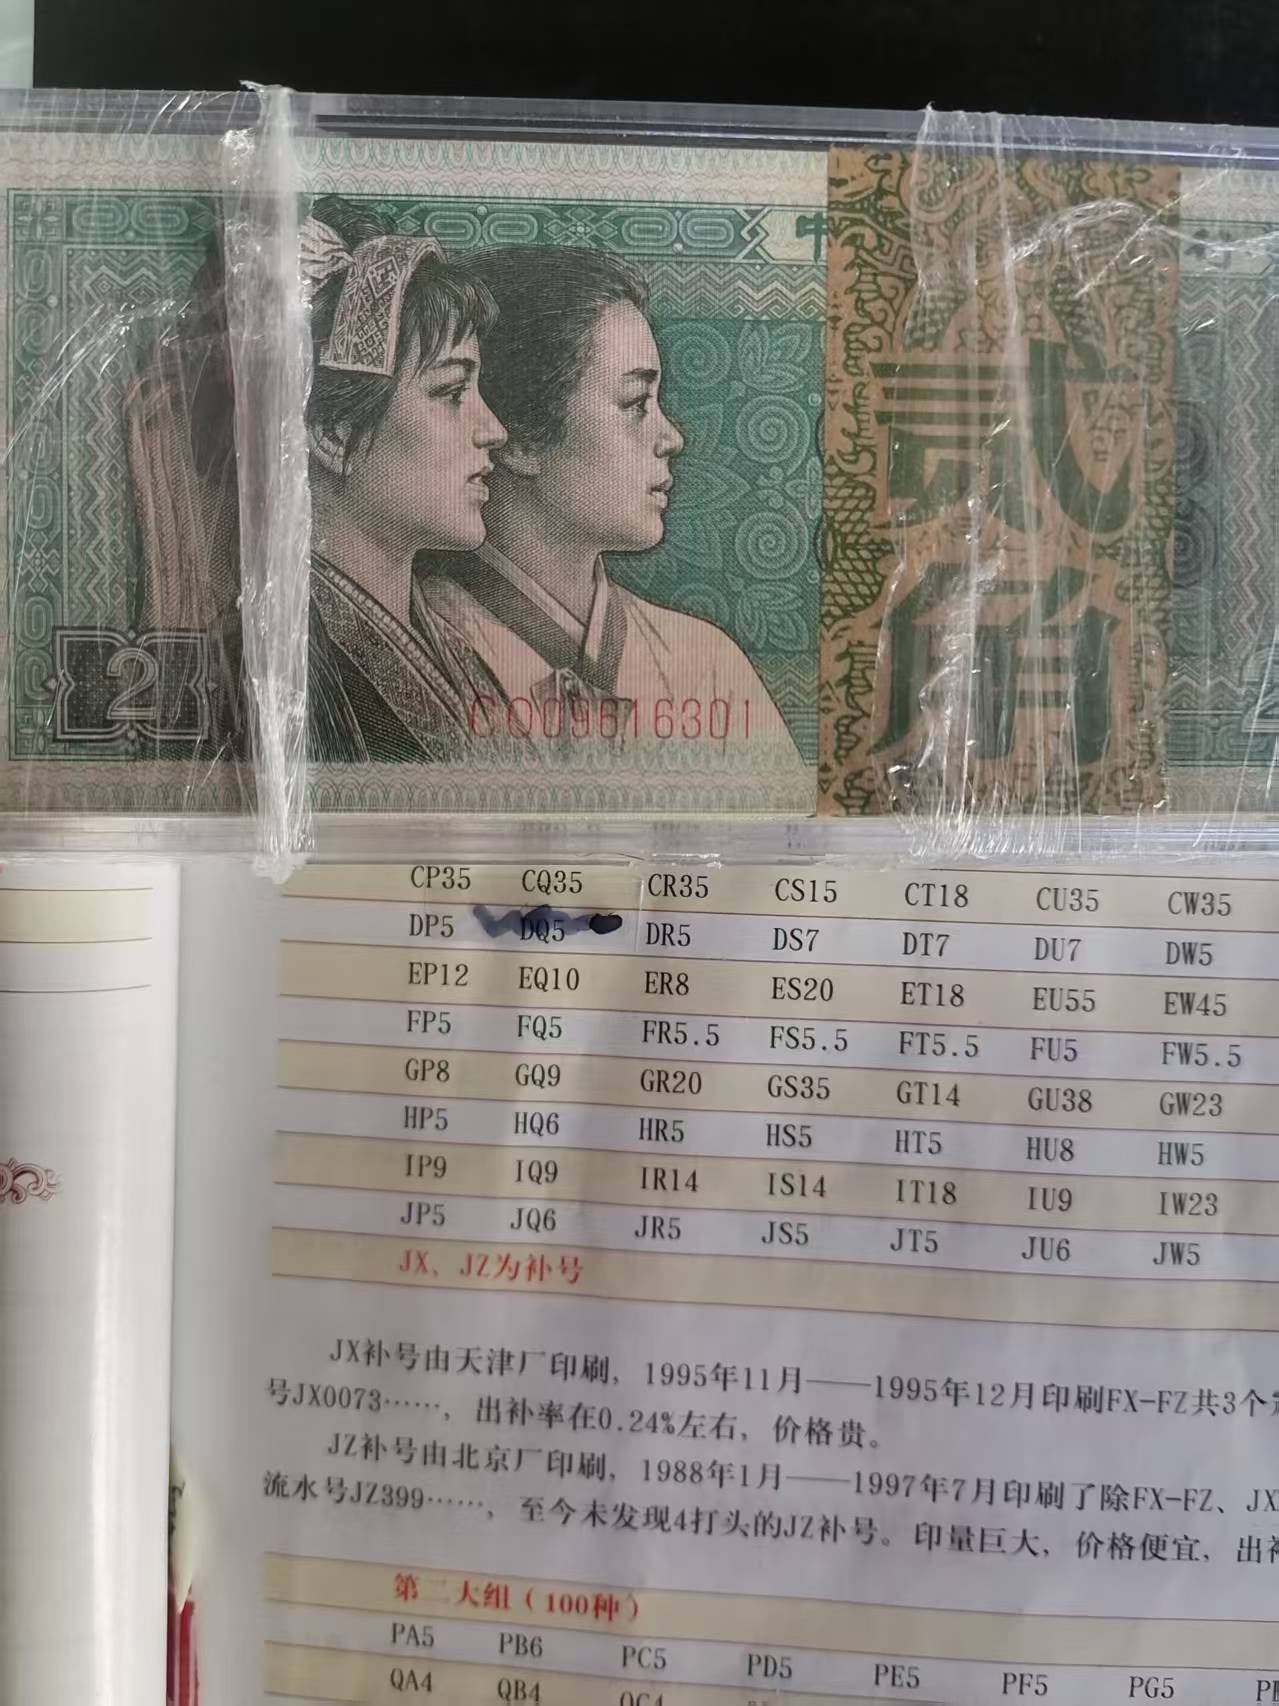 中
行
贰
角
2
2
CQ09616301
CP35 CQ35 CR35 CS15 CT18 CU35 CW35
DP5 DQ5 DR5 DS7 DT7 DU7 DW5
EP12 EQ10 ER8 ES20 ET18 EU55 EW45
FP5 FQ5 FR5.5 FS5.5 FT5.5 FU5 FW5.5
GP8 GQ9 GR20 GS35 GT14 GU38 GW23
HP5 HQ6 HR5 HS5 HT5 HU8 HW5
IP9 IQ9 IR14 IS14 IT18 IU9 IW23
JP5 JQ6 JR5 JS5 JT5 JU6 JW5
JX、JZ为补号
JX补号由天津厂印刷，1995年11月——1995年12月印刷FX-FZ共3个
号JX0073……，出补率在0.24%左右，价格贵。
JZ补号由北京厂印刷，1988年1月——1997年7月印刷了除FX-FZ、JX
流水号JZ399……，至今未发现4打头的JZ补号。印量巨大，价格便宜，出
第二大组（100种）
PA5 PB6 PC5 PD5 PE5 PF5 PG5
QA4 QB4 QC4